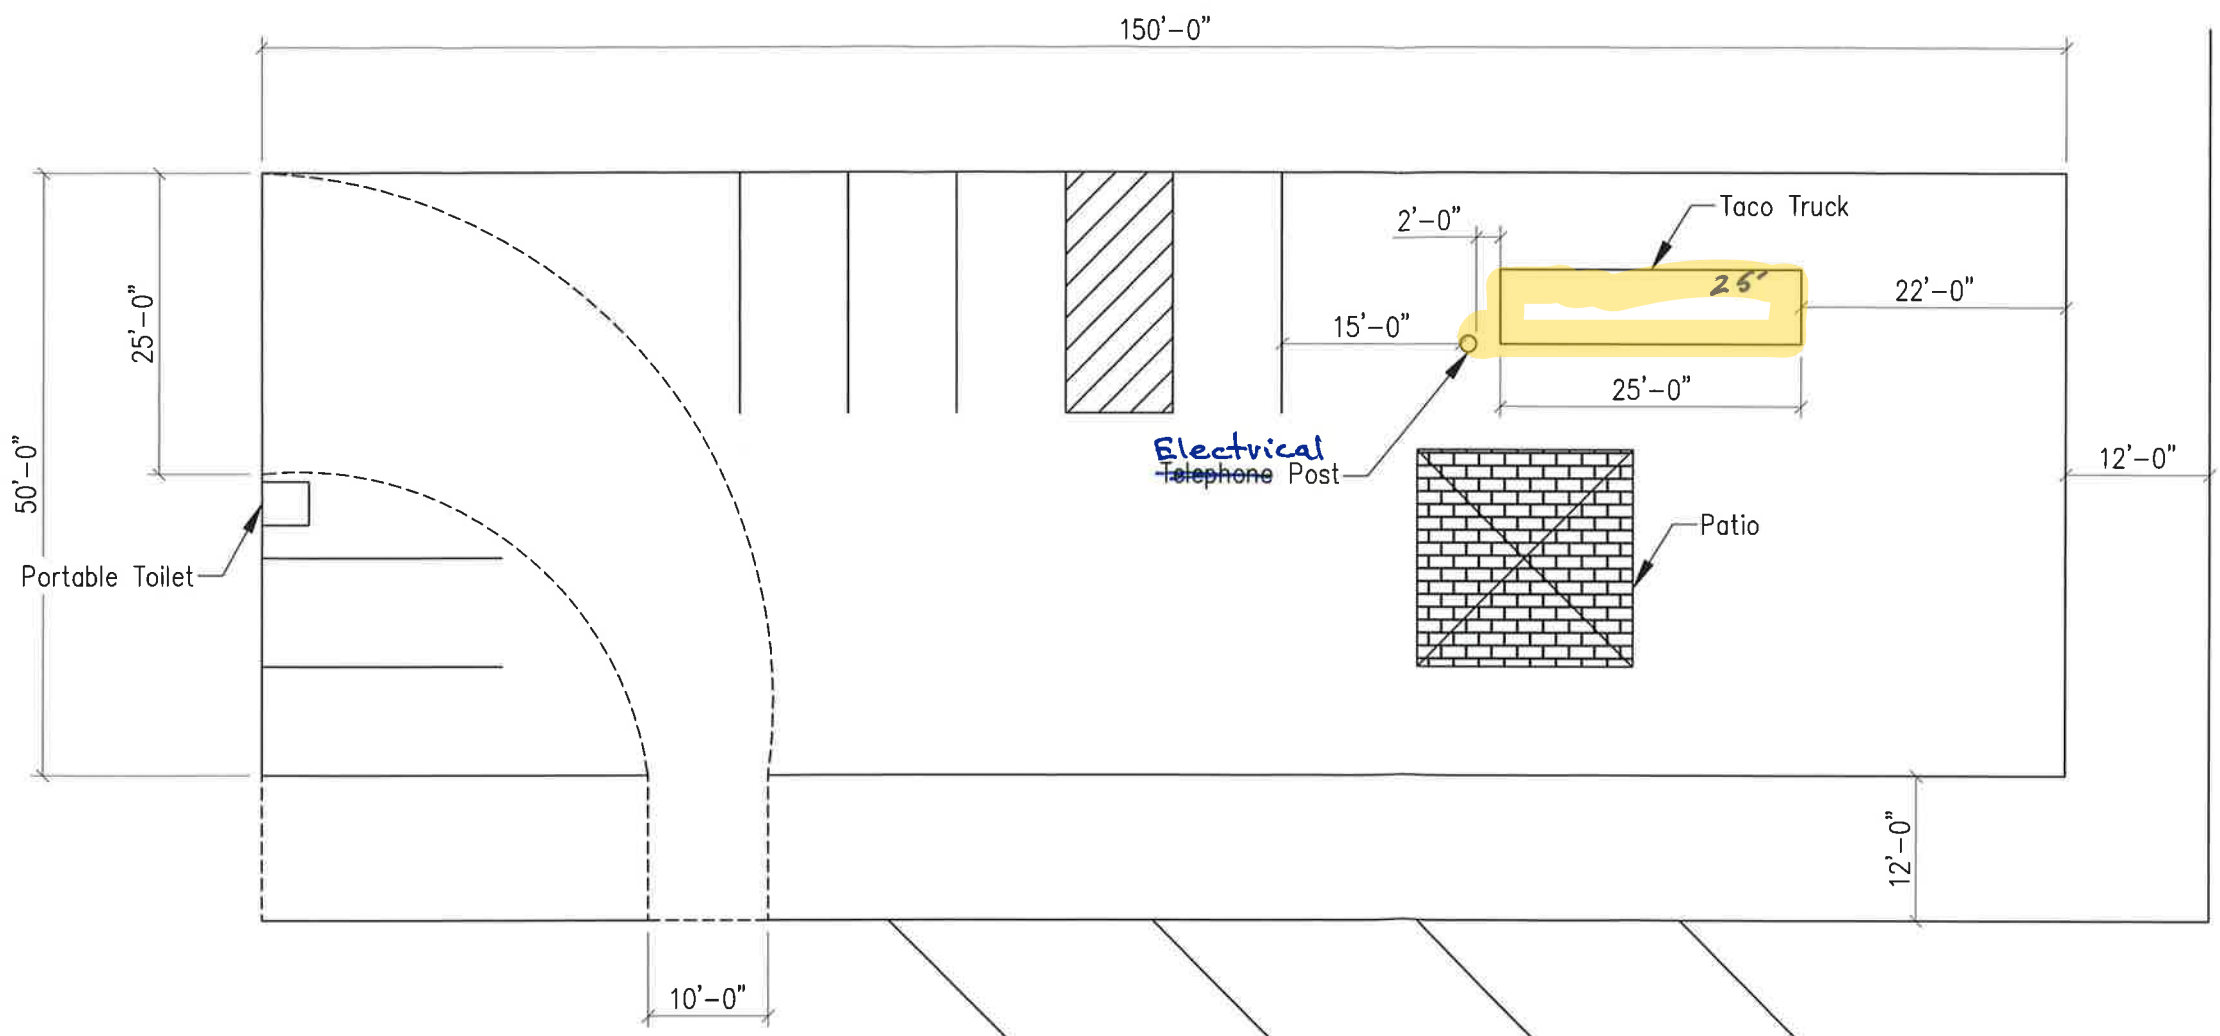 150'-0"
Taco Truck
2'-0"
25'
22'-0"
25'-0"
15'-0"
25'-0"
50'-0"
Electrical
Telephone Post
12'-0"
Patio
Portable Toilet
12'-0"
10'-0"